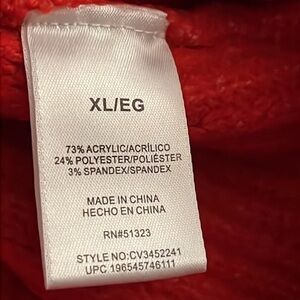 XL/EG
73% ACRYLIC/ACRÍLICO
24% POLYESTER/POLIÉSTER
3% SPANDEX/SPANDEX
MADE IN CHINA
HECHO EN CHINA
RN#51323
STYLE NO:CV3452241
UPC 196545746111